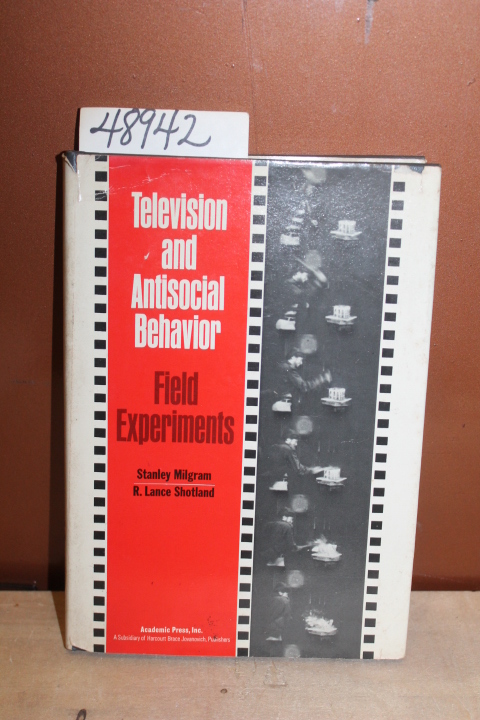 48942
Television
and
Antisocial
Behavior
Field
Experiments
Stanley Milgram
R. Lance Shotland
Academic Press, Inc.
A Subsidiary of Harcourt Brace Jovanovich, Publishers